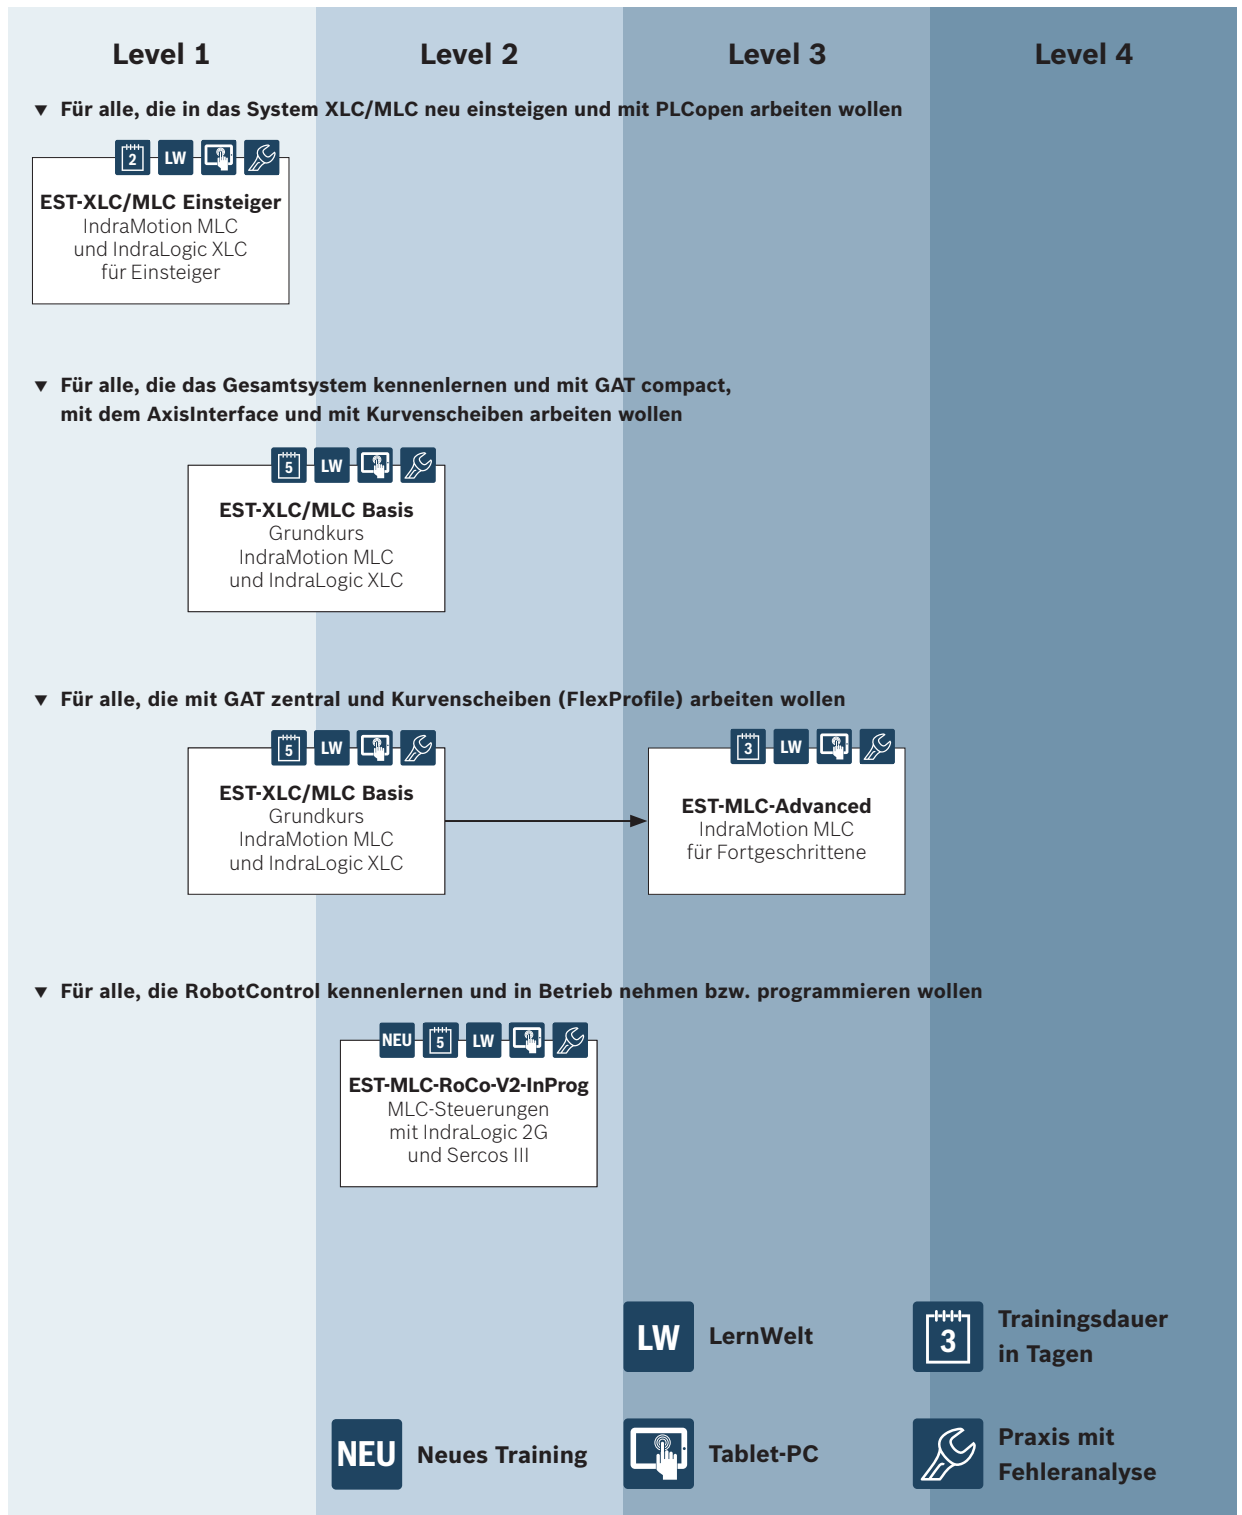 Level 1
Level 2
Level 3
Level 4
▼ Für alle, die in das System XLC/MLC neu einsteigen und mit PLCopen arbeiten wollen
2
LW
EST-XLC/MLC Einsteiger
IndraMotion MLC
und IndraLogic XLC
für Einsteiger
▼ Für alle, die das Gesamtsystem kennenlernen und mit GAT compact,
mit dem AxisInterface und mit Kurvenscheiben arbeiten wollen
5
LW
EST-XLC/MLC Basis
Grundkurs
IndraMotion MLC
und IndraLogic XLC
▼ Für alle, die mit GAT zentral und Kurvenscheiben (FlexProfile) arbeiten wollen
5
LW
EST-XLC/MLC Basis
Grundkurs
IndraMotion MLC
und IndraLogic XLC
3
LW
EST-MLC-Advanced
IndraMotion MLC
für Fortgeschrittene
▼ Für alle, die RobotControl kennenlernen und in Betrieb nehmen bzw. programmieren wollen
NEU
5
LW
EST-MLC-RoCo-V2-InProg
MLC-Steuerungen
mit IndraLogic 2G
und Sercos III
LW
LernWelt
3
Trainingsdauer
in Tagen
NEU
Neues Training
Tablet-PC
Praxis mit
Fehleranalyse